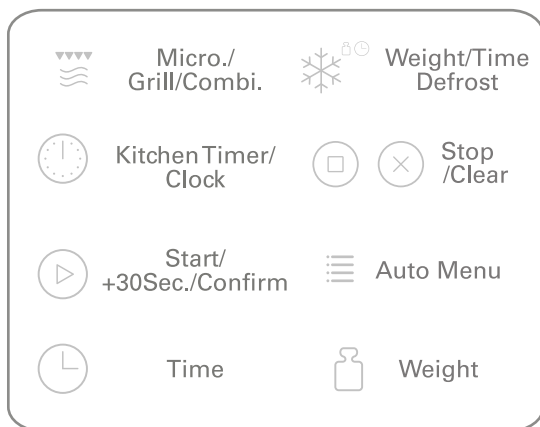 Micro./
Grill/Combi.
Weight/Time
Defrost
Kitchen Timer/
Clock
Stop
/Clear
Start/
+30Sec./Confirm
Auto Menu
Time
Weight